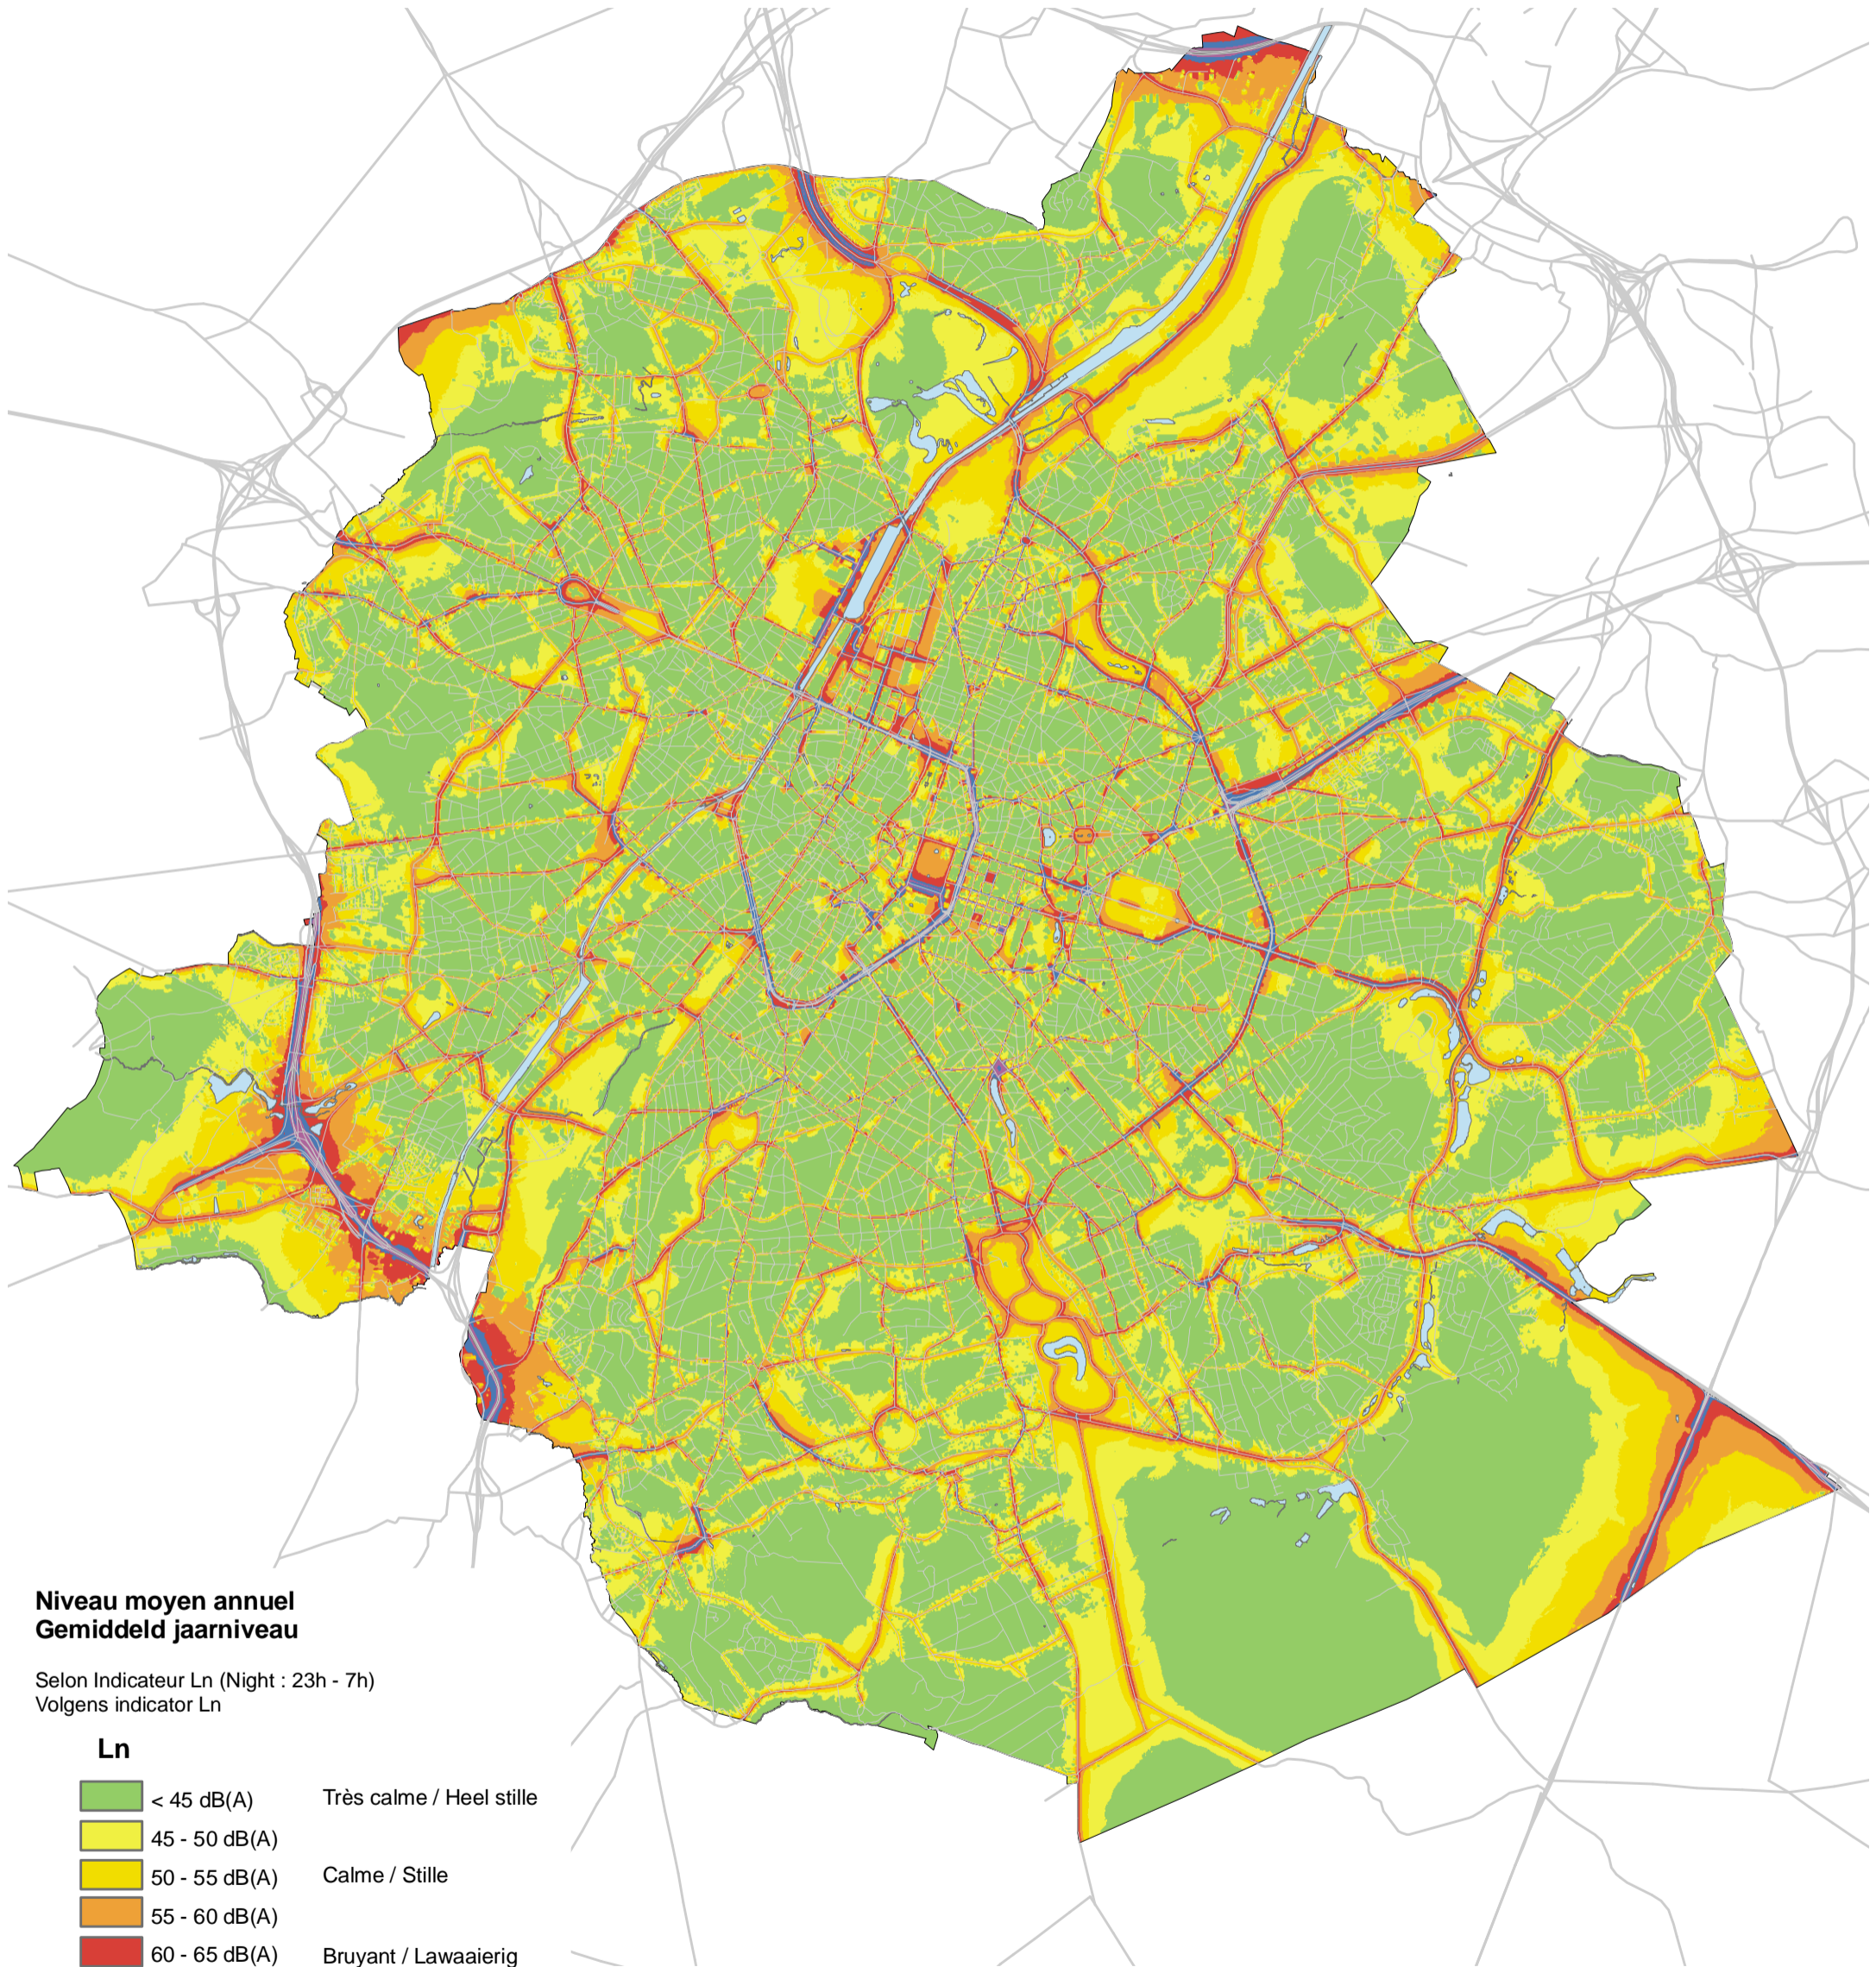 Niveau moyen annuel
Gemiddeld jaarniveau
Selon Indicateur Ln (Night : 23h - 7h)
Volgens indicator Ln
Ln
< 45 dB(A) Très calme / Heel stille
45 - 50 dB(A)
50 - 55 dB(A) Calme / Stille
55 - 60 dB(A)
60 - 65 dB(A) Bruyant / Lawaaierig